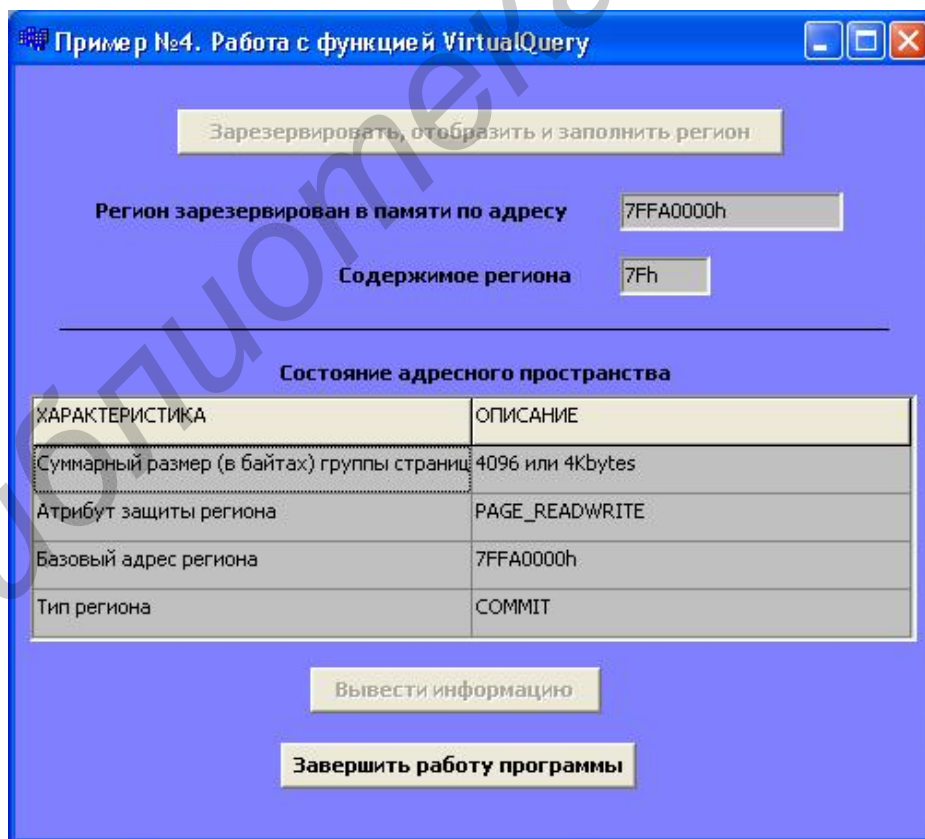 Пример №4. Работа с функцией VirtualQuery
Зарезервировать, отобразить и заполнить регион
Регион зарезервирован в памяти по адресу 7FFA0000h
Содержимое региона 7Fh
Состояние адресного пространства
ХАРАКТЕРИСТИКА ОПИСАНИЕ
Суммарный размер (в байтах) группы страниц 4096 или 4Kbytes
Атрибут защиты региона PAGE_READWRITE
Базовый адрес региона 7FFA0000h
Тип региона COMMIT
Вывести информацию
Завершить работу программы